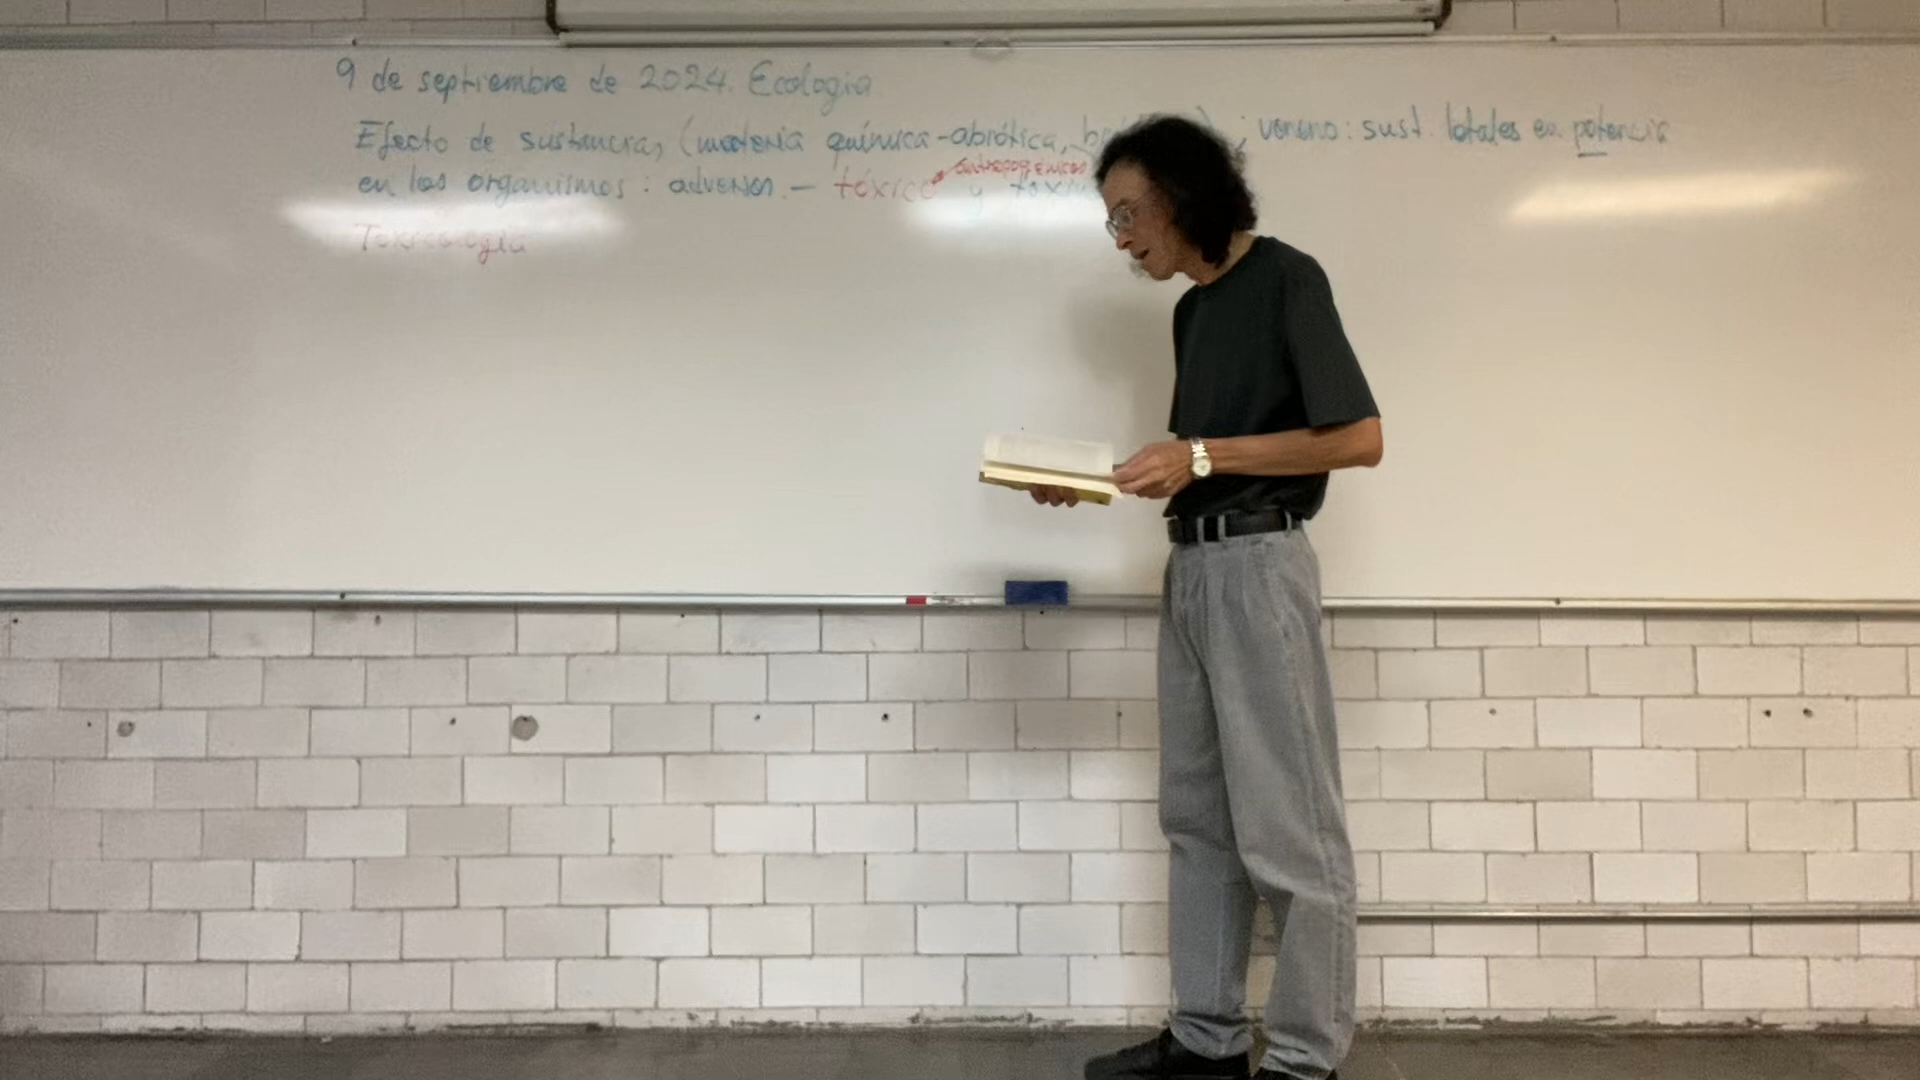 9 de septiembre de 2024. Ecologia
Efecto de sustancias (materia química-abiótica, ; veneno: sust. letales en potencia
antropogénicos
en los organismos: adversos. — tóxico y
Toxicología